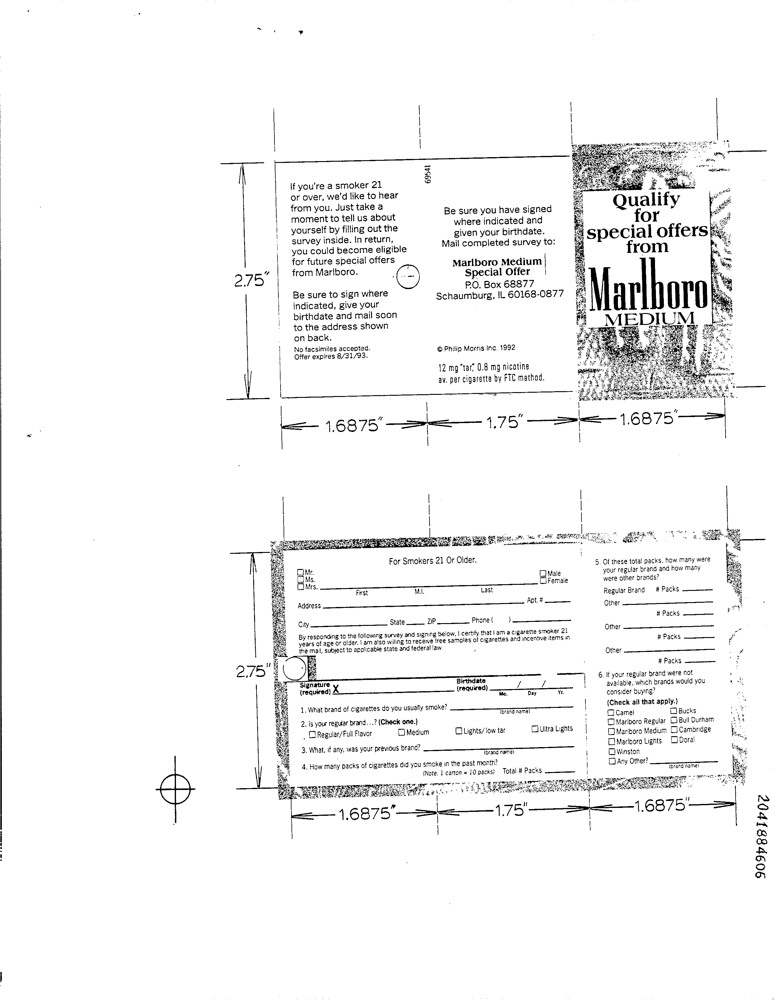 If you're a smoker 21
or over, we'd like to hear
from you. Just take a
moment to tell us about
yourself by filling out the
survey inside. In return,
you could become eligible
for future special offers
from Marlboro.
Be sure to sign where
indicated, give your
birthdate and mail soon
to the address shown
on back.
No facsimiles accepted.
Offer expires 8/31/93.
69541
Be sure you have signed
where indicated and
given your birthdate.
Mail completed survey to:
Marlboro Medium
Special Offer
P.O. Box 68877
Schaumburg, IL 60168-0877
© Philip Morris Inc. 1992
12 mg "tar," 0.8 mg nicotine
av. per cigarette by FTC method.
Qualify
for
special offers
from
Marlboro
MEDIUM
2.75"
1.6875" 1.75" 1.6875"
For Smokers 21 Or Older.
Mr.
Ms.
Mrs.
Male
Female
First M.I. Last
Address Apt. #
City State ZIP Phone ( )
By responding to the following survey and signing below, I certify that I am a cigarette smoker 21
years of age or older. I am also willing to receive free samples of cigarettes and incentive items in
the mail, subject to applicable state and federal law.
Signature X Birthdate / /
(required) (required) Mo. Day Yr.
1. What brand of cigarettes do you usually smoke?
(brand name)
2. Is your regular brand...? (Check one.)
Regular/Full Flavor Medium Lights/low tar Ultra Lights
3. What, if any, was your previous brand?
(brand name)
4. How many packs of cigarettes did you smoke in the past month?
(Note: 1 carton = 10 packs) Total # Packs
5. Of these total packs, how many were
your regular brand and how many
were other brands?
Regular Brand # Packs
Other
# Packs
Other
# Packs
Other
# Packs
6. If your regular brand were not
available, which brands would you
consider buying?
(Check all that apply.)
Camel Bucks
Marlboro Regular Bull Durham
Marlboro Medium Cambridge
Marlboro Lights Doral
Winston
Any Other?
(brand name)
2.75"
1.6875" 1.75" 1.6875"
2041884606